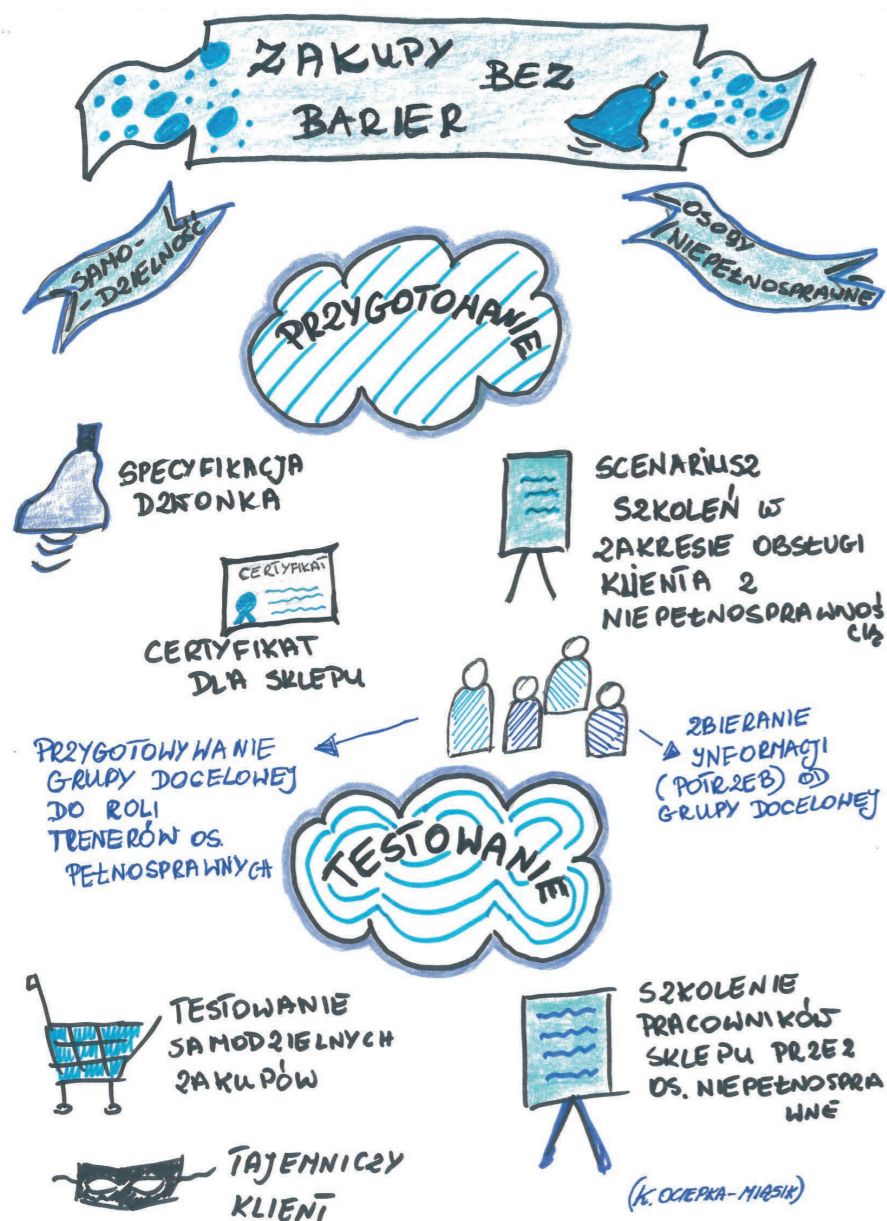 ZAKUPY BEZ
BARIER
SAMO-
-DZIELNOŚĆ
OSOBY
NIEPEŁNOSPRAWNE
PRZYGOTOWANIE
SPECYFIKACJA
DZWONKA
SCENARIUSZ
SZKOLEŃ W
ZAKRESIE OBSŁUGI
KLIENTA Z
NIEPEŁNOSPRAWNOŚ
CIĄ
CERTYFIKAT
CERTYFIKAT
DLA SKLEPU
PRZYGOTOWYWANIE
GRUPY DOCELOWEJ
DO ROLI
TRENERÓW OS.
PEŁNOSPRAWNYCH
ZBIERANIE
INFORMACJI
(POTRZEB) OD
GRUPY DOCELOWEJ
TESTOWANIE
TESTOWANIE
SAMODZIELNYCH
ZAKUPÓW
SZKOLENIE
PRACOWNIKÓW
SKLEPU PRZEZ
OS. NIEPEŁNOSPRA
WNE
TAJEMNICZY
KLIENT
(K. OCIEPKA-MIĄSIK)